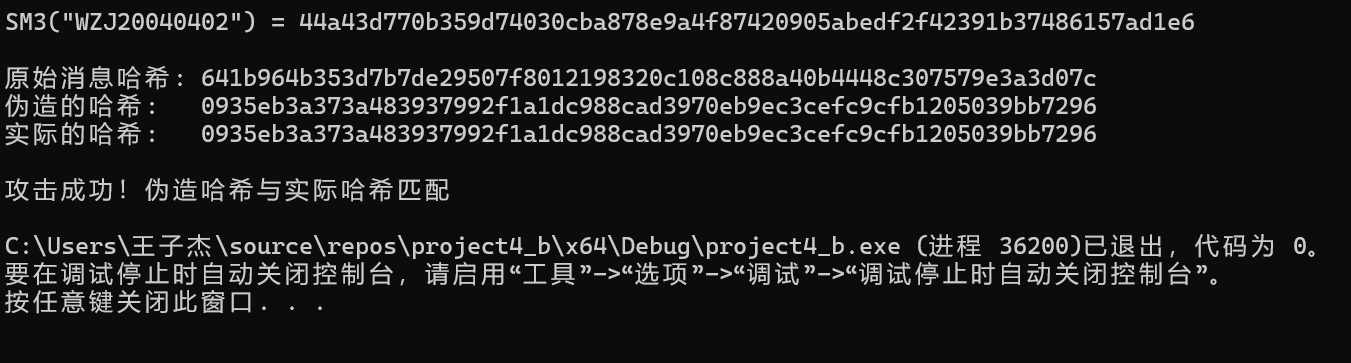 SM3("WZJ20040402") = 44a43d770b359d74030cba878e9a4f87420905abedf2f42391b37486157ad1e6
原始消息哈希: 641b964b353d7b7de29507f8012198320c108c888a40b4448c307579e3a3d07c
伪造的哈希: 0935eb3a373a483937992f1a1dc988cad3970eb9ec3cefc9cfb1205039bb7296
实际的哈希: 0935eb3a373a483937992f1a1dc988cad3970eb9ec3cefc9cfb1205039bb7296
攻击成功! 伪造哈希与实际哈希匹配
C:\Users\王子杰\source\repos\project4_b\x64\Debug\project4_b.exe (进程 36200)已退出，代码为 0。
要在调试停止时自动关闭控制台，请启用“工具”->“选项”->“调试”->“调试停止时自动关闭控制台”。
按任意键关闭此窗口. . .